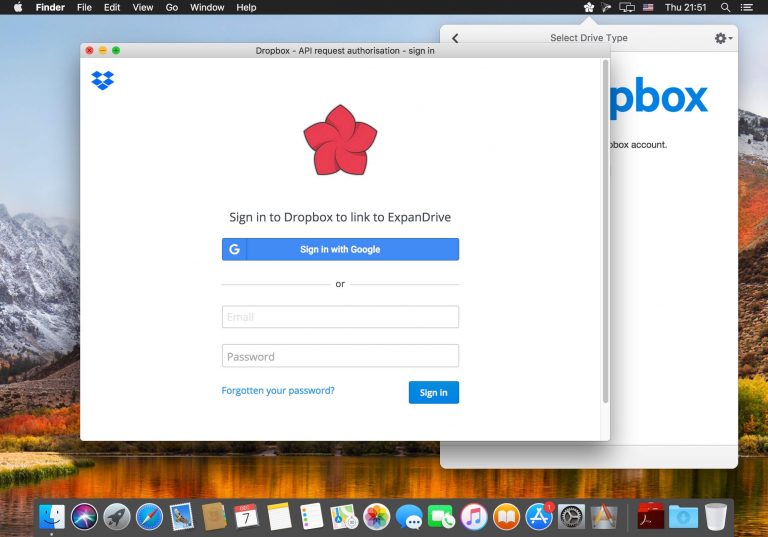 Finder File Edit View Go Window Help Thu 21:51
Select Drive Type
Dropbox - API request authorisation - sign in
pbox
pbox account.
Sign in to Dropbox to link to ExpanDrive
G Sign in with Google
or
Email
Password
Forgotten your password? Sign in
DEC
7
1